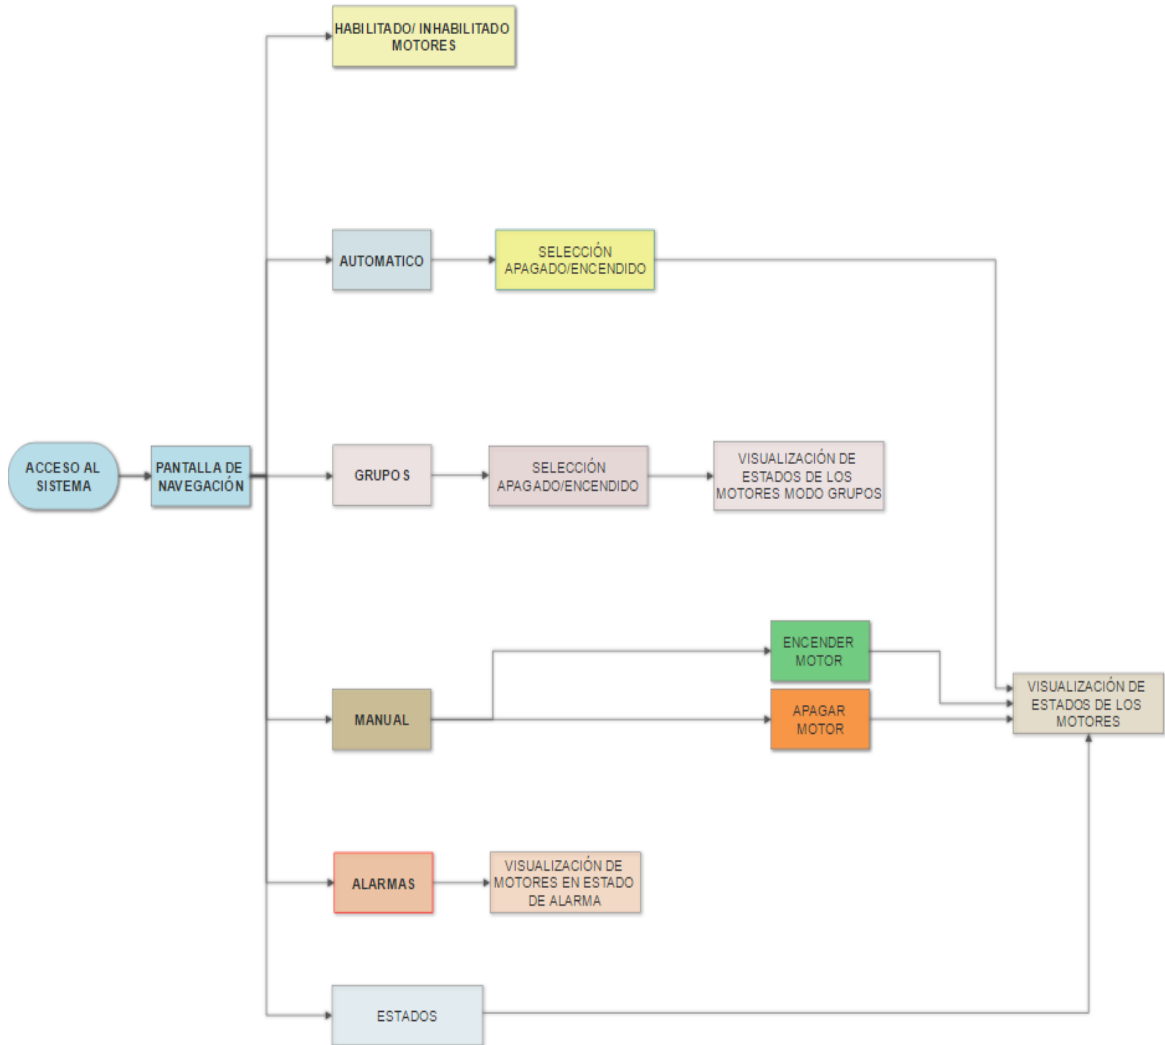 HABILITADO/ INHABILITADO
MOTORES
AUTOMATICO
SELECCIÓN
APAGADO/ENCENDIDO
ACCESO AL
SISTEMA
PANTALLA DE
NAVEGACIÓN
GRUPOS
SELECCIÓN
APAGADO/ENCENDIDO
VISUALIZACIÓN DE
ESTADOS DE LOS
MOTORES MODO GRUPOS
MANUAL
ENCENDER
MOTOR
APAGAR
MOTOR
VISUALIZACIÓN DE
ESTADOS DE LOS
MOTORES
ALARMAS
VISUALIZACIÓN DE
MOTORES EN ESTADO
DE ALARMA
ESTADOS